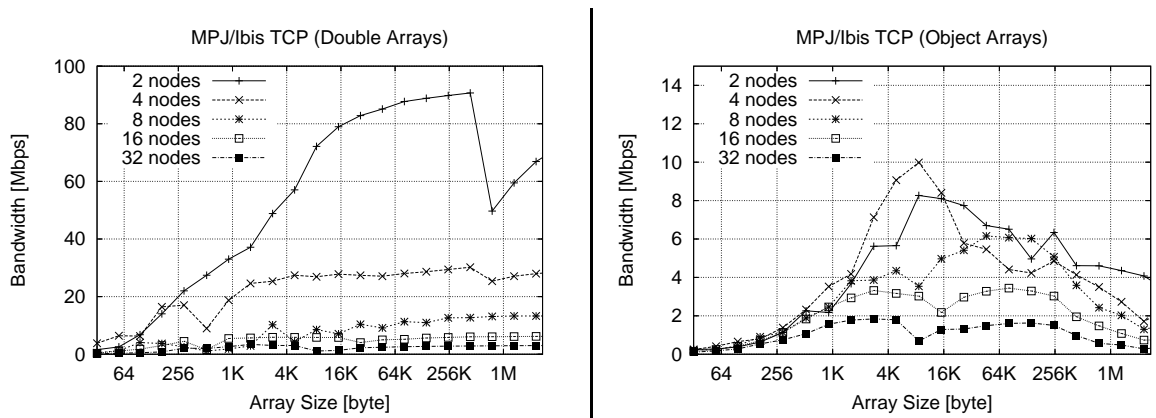 MPJ/Ibis TCP (Double Arrays)
100
80
60
40
20
0
Bandwidth [Mbps]
2 nodes
4 nodes
8 nodes
16 nodes
32 nodes
64 256 1K 4K 16K 64K 256K 1M
Array Size [byte]
MPJ/Ibis TCP (Object Arrays)
14
12
10
8
6
4
2
0
Bandwidth [Mbps]
2 nodes
4 nodes
8 nodes
16 nodes
32 nodes
64 256 1K 4K 16K 64K 256K 1M
Array Size [byte]